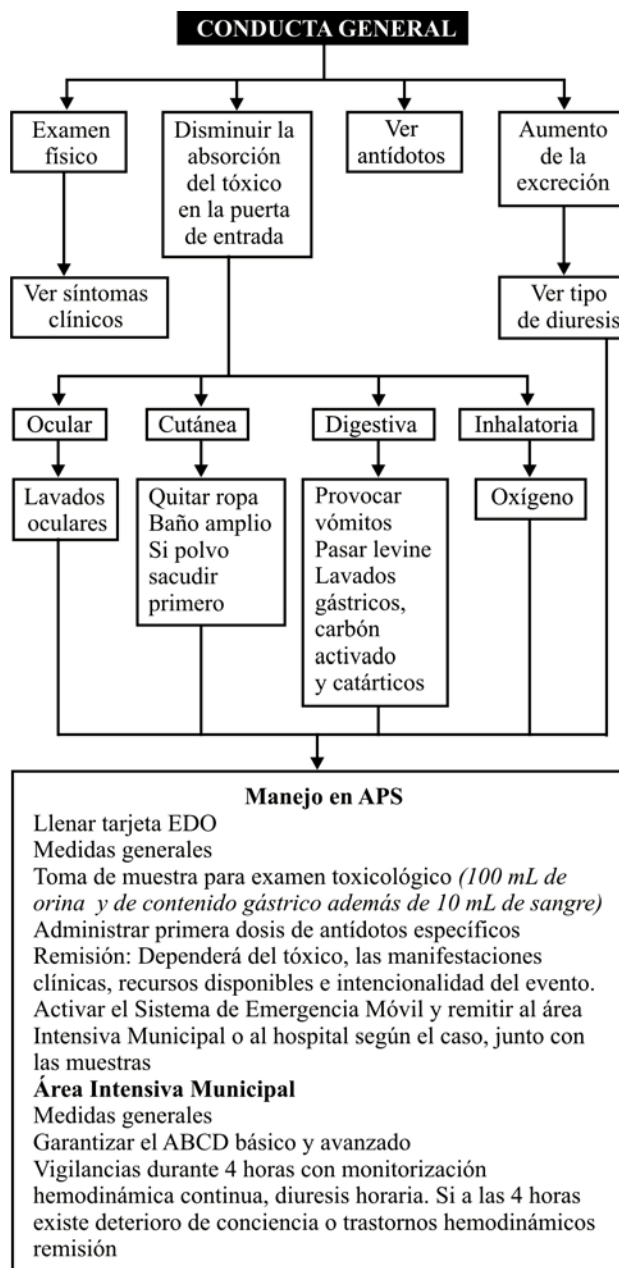 CONDUCTA GENERAL
Examen
físico
Disminuir la
absorción
del tóxico
en la puerta
de entrada
Ver
antídotos
Aumento
de la
excreción
Ver síntomas
clínicos
Ver tipo
de diuresis
Ocular
Cutánea
Digestiva
Inhalatoria
Lavados
oculares
Quitar ropa
Baño amplio
Si polvo
sacudir
primero
Provocar
vómitos
Pasar levine
Lavados
gástricos,
carbón
activado
y catárticos
Oxígeno
Manejo en APS
Llenar tarjeta EDO
Medidas generales
Toma de muestra para examen toxicológico (100 mL de
orina y de contenido gástrico además de 10 mL de sangre)
Administrar primera dosis de antídotos específicos
Remisión: Dependerá del tóxico, las manifestaciones
clínicas, recursos disponibles e intencionalidad del evento.
Activar el Sistema de Emergencia Móvil y remitir al área
Intensiva Municipal o al hospital según el caso, junto con
las muestras
Área Intensiva Municipal
Medidas generales
Garantizar el ABCD básico y avanzado
Vigilancias durante 4 horas con monitorización
hemodinámica continua, diuresis horaria. Si a las 4 horas
existe deterioro de conciencia o trastornos hemodinámicos
remisión